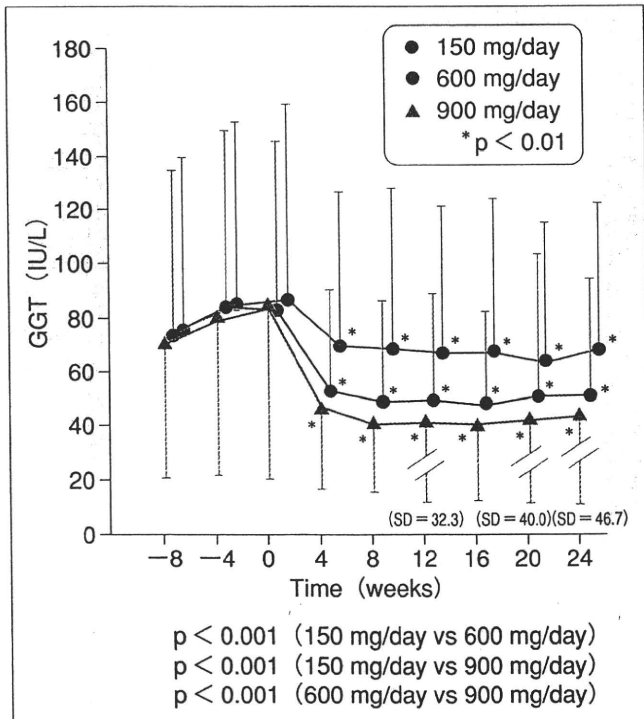 180
160
140
120
100
80
60
40
20
0
GGT (IU/L)
● 150 mg/day
● 600 mg/day
▲ 900 mg/day
* p < 0.01
* * * * * *
* * * * * *
* * * * * *
(SD = 32.3) (SD = 40.0) (SD = 46.7)
−8 −4 0 4 8 12 16 20 24
Time (weeks)
p < 0.001 (150 mg/day vs 600 mg/day)
p < 0.001 (150 mg/day vs 900 mg/day)
p < 0.001 (600 mg/day vs 900 mg/day)